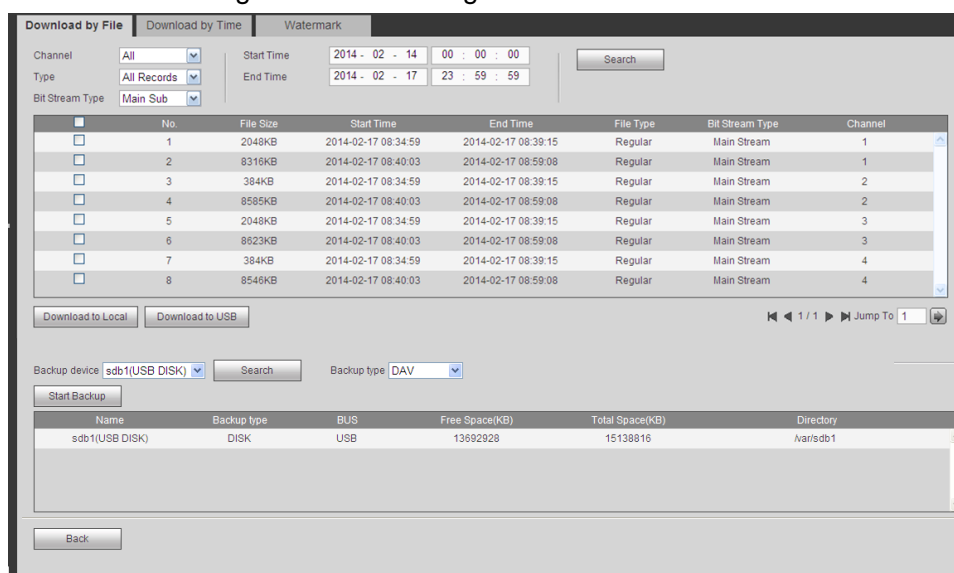 Download by File Download by Time Watermark
Channel All Start Time 2014 - 02 - 14 00 : 00 : 00 Search
Type All Records End Time 2014 - 02 - 17 23 : 59 : 59
Bit Stream Type Main Sub
No. File Size Start Time End Time File Type Bit Stream Type Channel
1 2048KB 2014-02-17 08:34:59 2014-02-17 08:39:15 Regular Main Stream 1
2 8316KB 2014-02-17 08:40:03 2014-02-17 08:59:08 Regular Main Stream 1
3 384KB 2014-02-17 08:34:59 2014-02-17 08:39:15 Regular Main Stream 2
4 8585KB 2014-02-17 08:40:03 2014-02-17 08:59:08 Regular Main Stream 2
5 2048KB 2014-02-17 08:34:59 2014-02-17 08:39:15 Regular Main Stream 3
6 8623KB 2014-02-17 08:40:03 2014-02-17 08:59:08 Regular Main Stream 3
7 384KB 2014-02-17 08:34:59 2014-02-17 08:39:15 Regular Main Stream 4
8 8546KB 2014-02-17 08:40:03 2014-02-17 08:59:08 Regular Main Stream 4
Download to Local Download to USB 1 / 1 Jump To 1
Backup device sdb1(USB DISK) Search Backup type DAV
Start Backup
Name Backup type BUS Free Space(KB) Total Space(KB) Directory
sdb1(USB DISK) DISK USB 13692928 15138816 /var/sdb1
Back